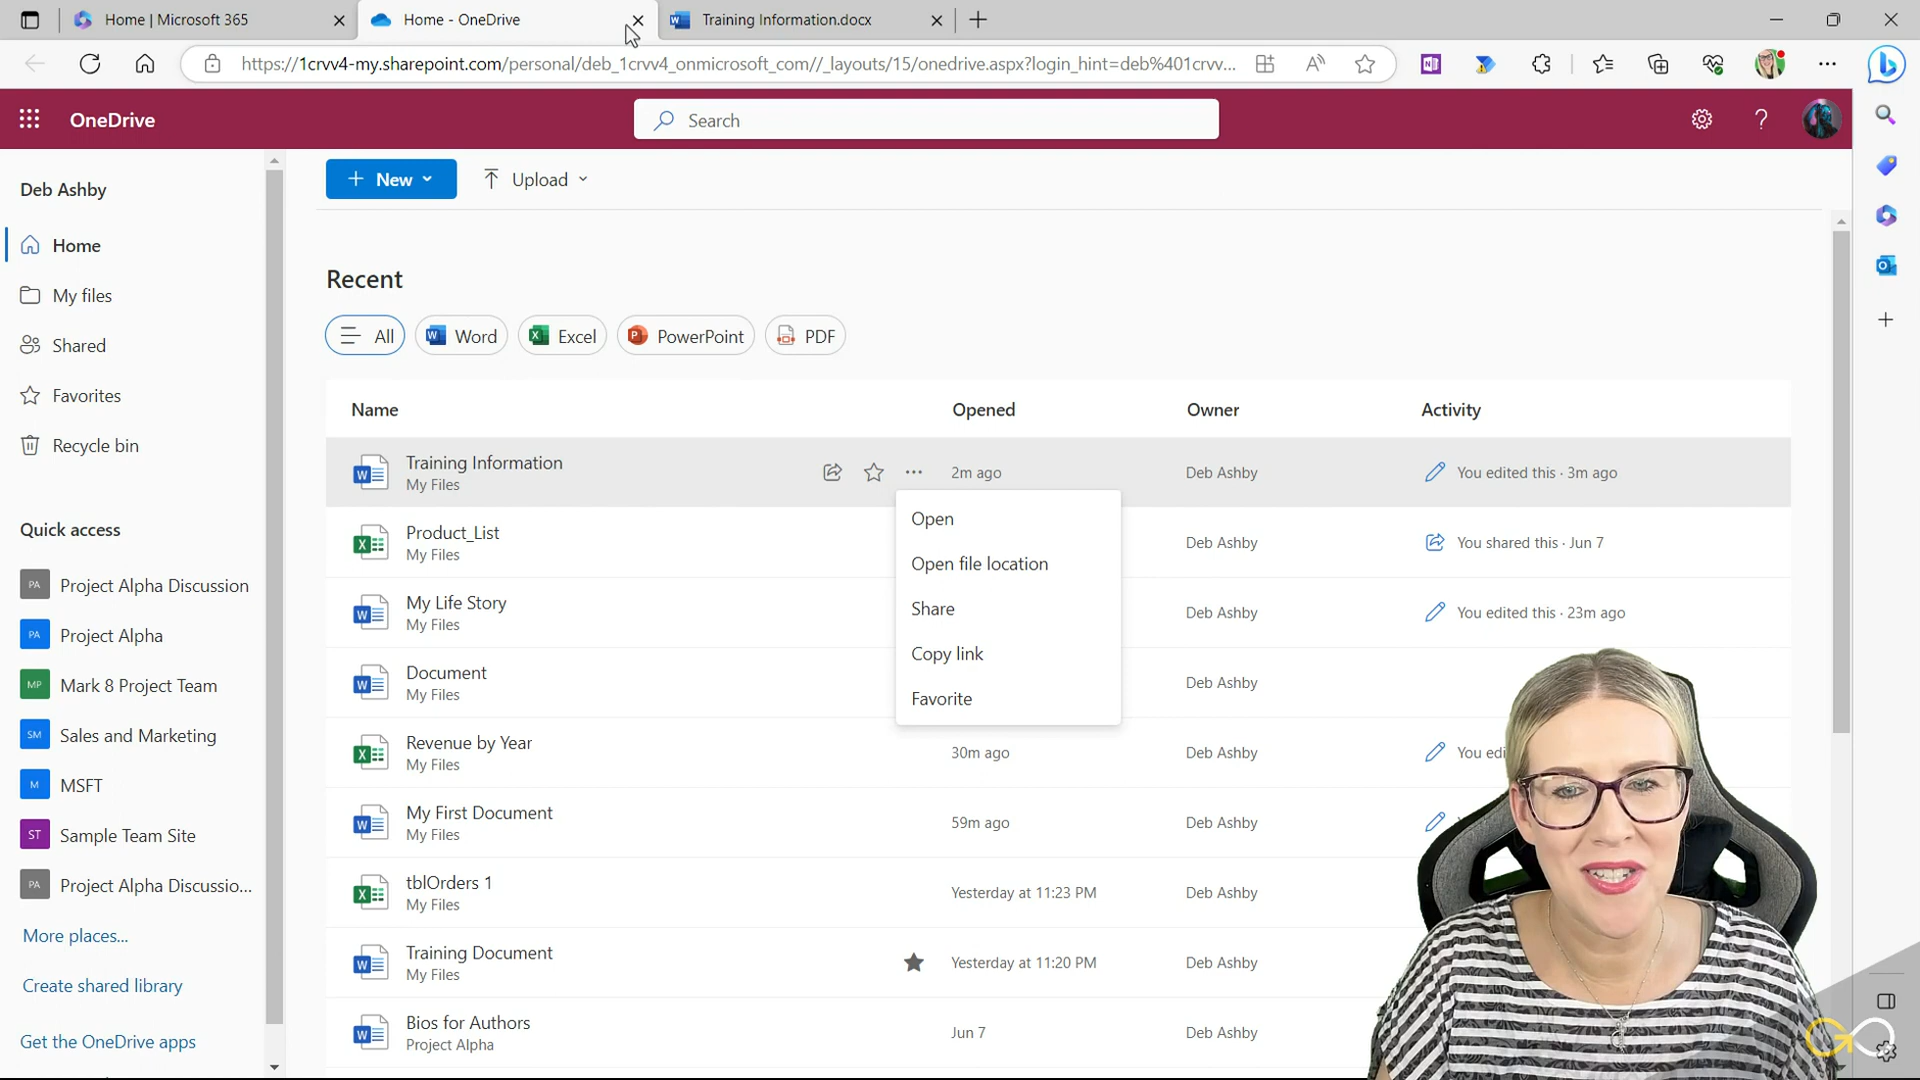 Home | Microsoft 365
Home - OneDrive
Training Information.docx
https://1crvv4-my.sharepoint.com/personal/deb_1crvv4_onmicrosoft_com//_layouts/15/onedrive.aspx?login_hint=deb%401crvv...
OneDrive
Search
Deb Ashby
Home
My files
Shared
Favorites
Recycle bin
Quick access
PA Project Alpha Discussion
PA Project Alpha
MP Mark 8 Project Team
SM Sales and Marketing
M MSFT
ST Sample Team Site
PA Project Alpha Discussio...
More places...
Create shared library
Get the OneDrive apps
New
Upload
Recent
All
Word
Excel
PowerPoint
PDF
Name Opened Owner Activity
Training Information
My Files
2m ago
Deb Ashby
You edited this · 3m ago
Open
Open file location
Share
Copy link
Favorite
Product_List
My Files
Deb Ashby
You shared this · Jun 7
My Life Story
My Files
Deb Ashby
You edited this · 23m ago
Document
My Files
Deb Ashby
Revenue by Year
My Files
30m ago
Deb Ashby
You edi
My First Document
My Files
59m ago
Deb Ashby
tblOrders 1
My Files
Yesterday at 11:23 PM
Deb Ashby
Training Document
My Files
Yesterday at 11:20 PM
Deb Ashby
Bios for Authors
Project Alpha
Jun 7
Deb Ashby